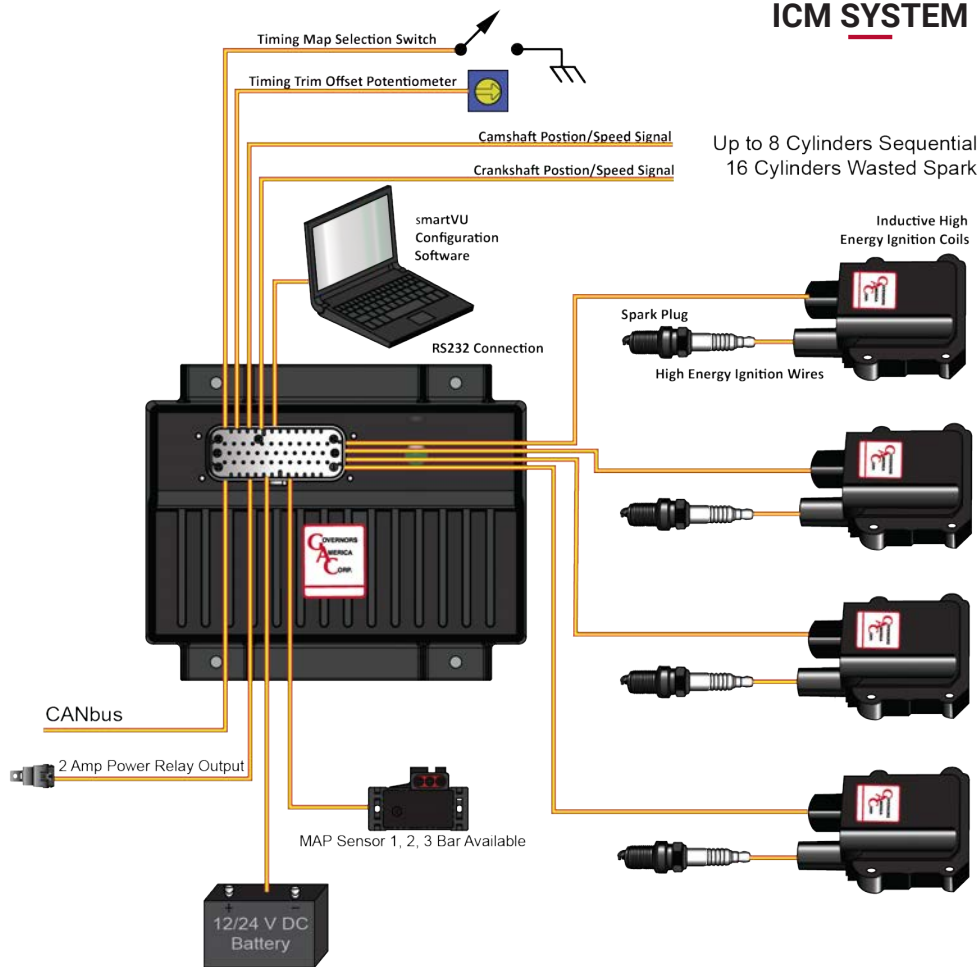 ICM SYSTEM
Timing Map Selection Switch
Timing Trim Offset Potentiometer
Camshaft Postion/Speed Signal
Crankshaft Postion/Speed Signal
Up to 8 Cylinders Sequential
16 Cylinders Wasted Spark
smartVU
Configuration
Software
RS232 Connection
Inductive High
Energy Ignition Coils
Spark Plug
High Energy Ignition Wires
GOVERNORS
AMERICA
CORP.
CANbus
2 Amp Power Relay Output
MAP Sensor 1, 2, 3 Bar Available
+ −
12/24 V DC
Battery